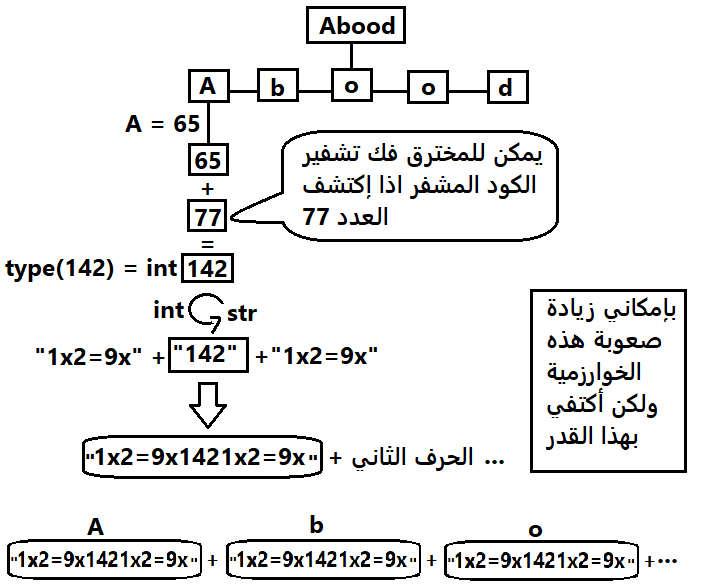 Abood
A b o o d
A = 65
65
+
77
يمكن للمخترق فك تشفير
الكود المشفر اذا إكتشف
العدد 77
=
type(142) = int 142
int str
"1x2=9x" + "142" +"1x2=9x"
بإمكاني زيادة
صعوبة هذه
الخوارزمية
ولكن أكتفي
بهذا القدر
"1x2=9x1421x2=9x" + الحرف الثاني ...
A b o
"1x2=9x1421x2=9x" + "1x2=9x1421x2=9x" + "1x2=9x1421x2=9x" +...